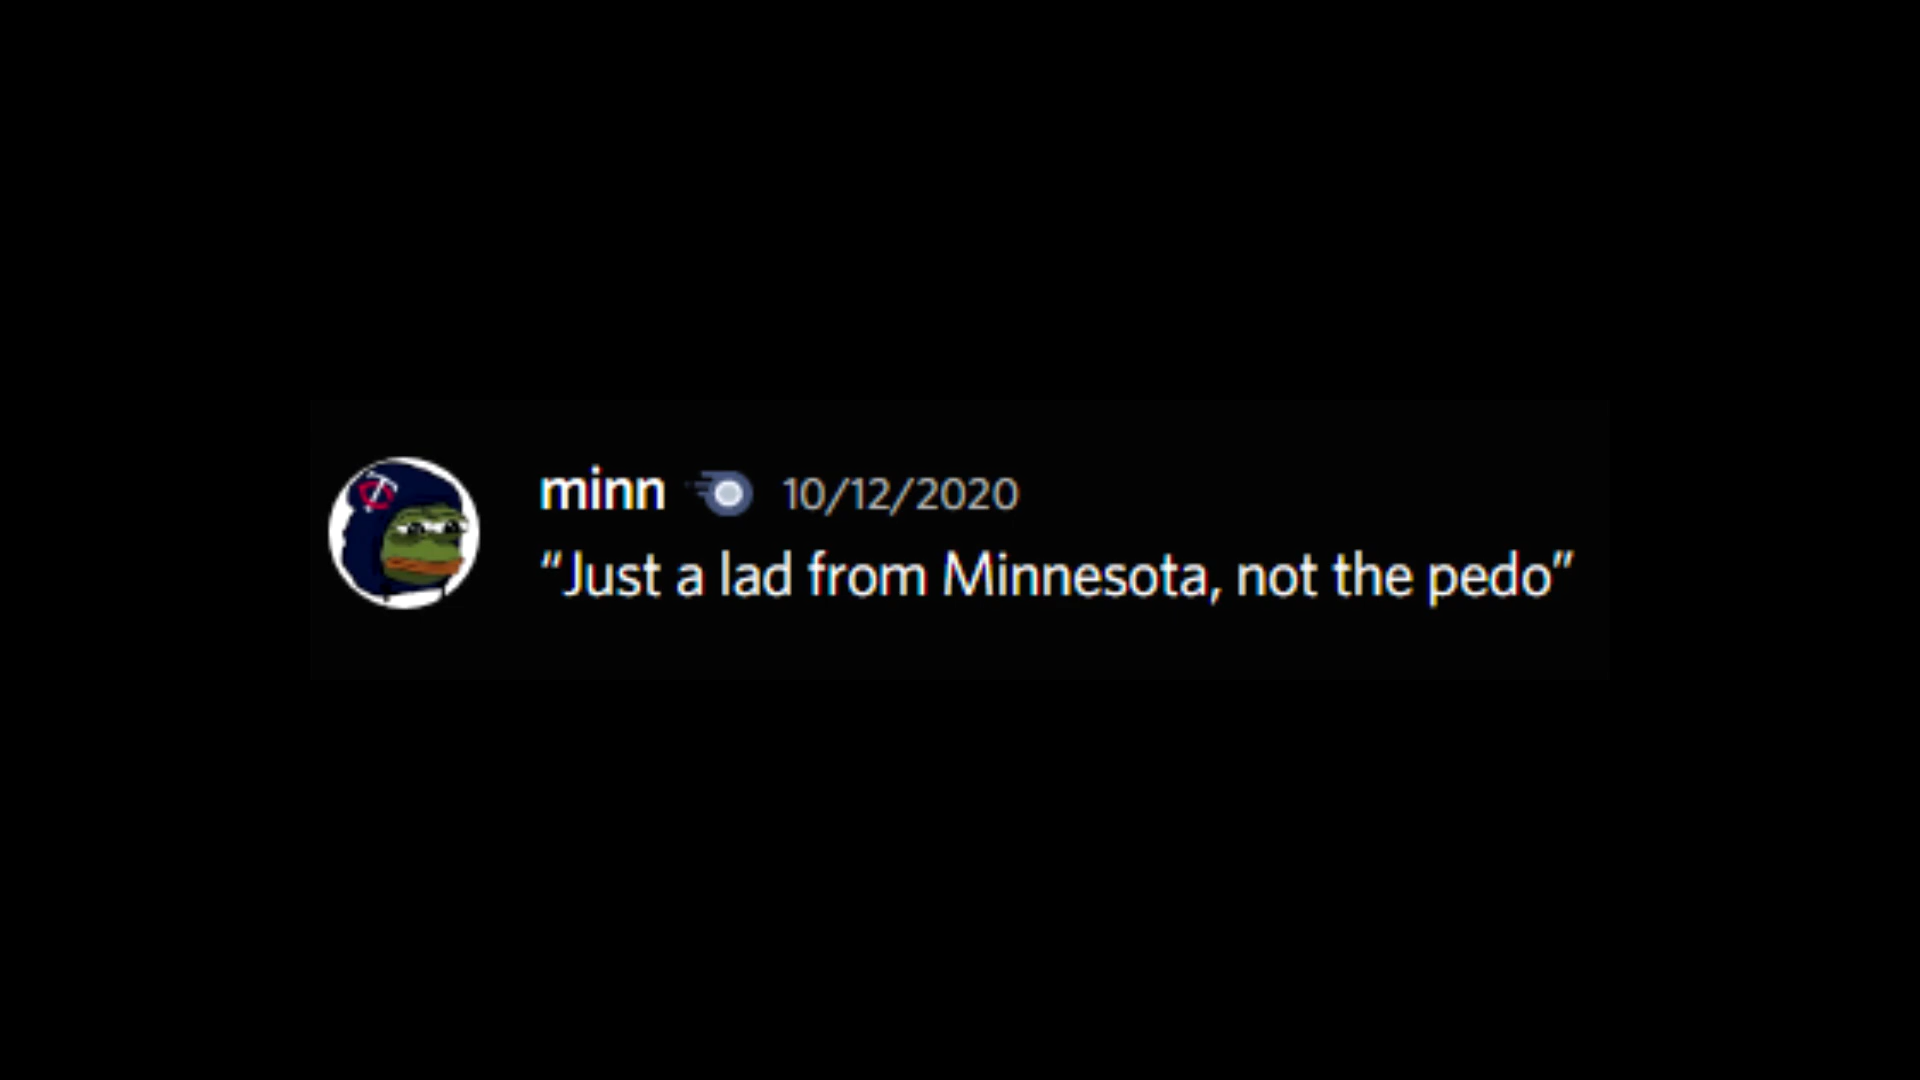 minn 10/12/2020
“Just a lad from Minnesota, not the pedo”